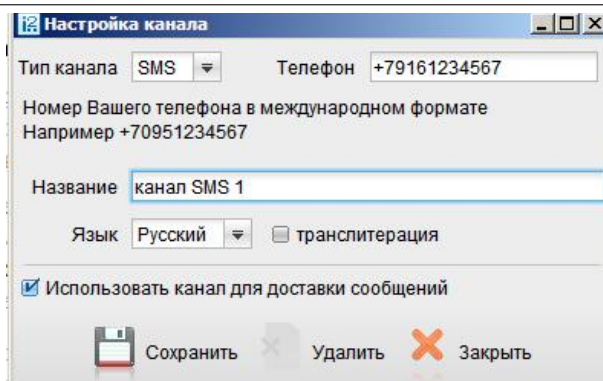 Настройка канала
Тип канала SMS Телефон +79161234567
Номер Вашего телефона в международном формате
Например +70951234567
Название канал SMS 1
Язык Русский транслитерация
Использовать канал для доставки сообщений
Сохранить Удалить Закрыть